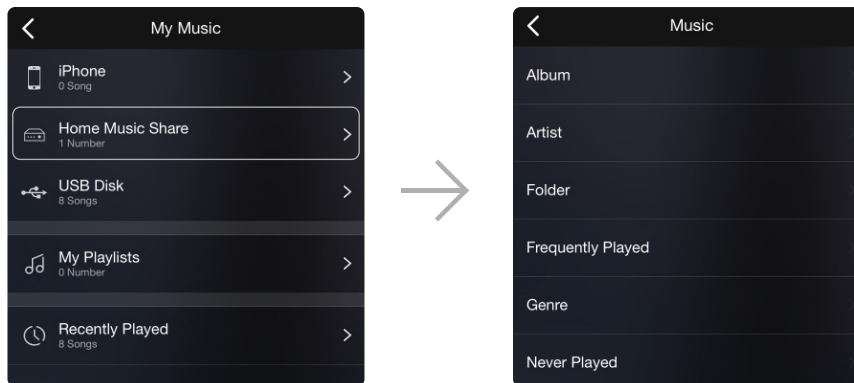 My Music
iPhone
0 Song
Home Music Share
1 Number
USB Disk
8 Songs
My Playlists
0 Number
Recently Played
8 Songs
Music
Album
Artist
Folder
Frequently Played
Genre
Never Played